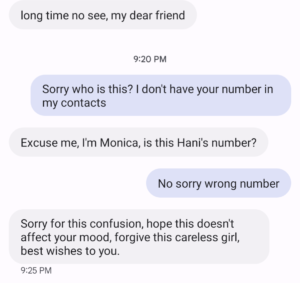 long time no see, my dear friend
9:20 PM
Sorry who is this? I don't have your number in
my contacts
Excuse me, I'm Monica, is this Hani's number?
No sorry wrong number
Sorry for this confusion, hope this doesn't
affect your mood, forgive this careless girl,
best wishes to you.
9:25 PM